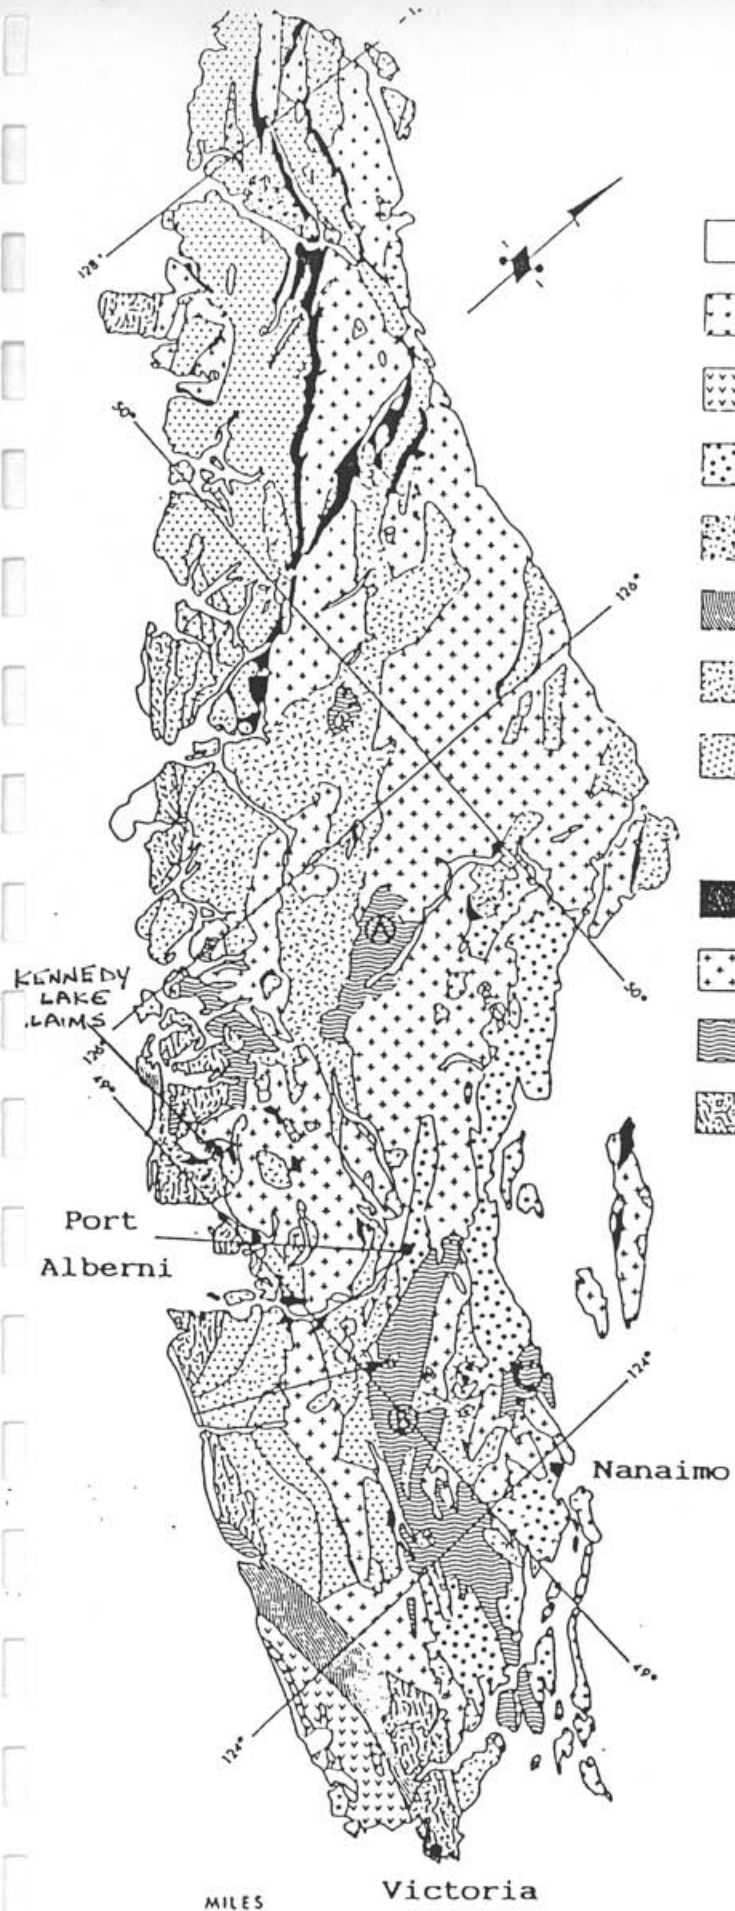 128°
50°
126°
A
KENNEDY
LAKE
LAIMS
126°
49°
50°
Port
Alberni
124°
B
C
Nanaimo
49°
124°
Victoria
MILES